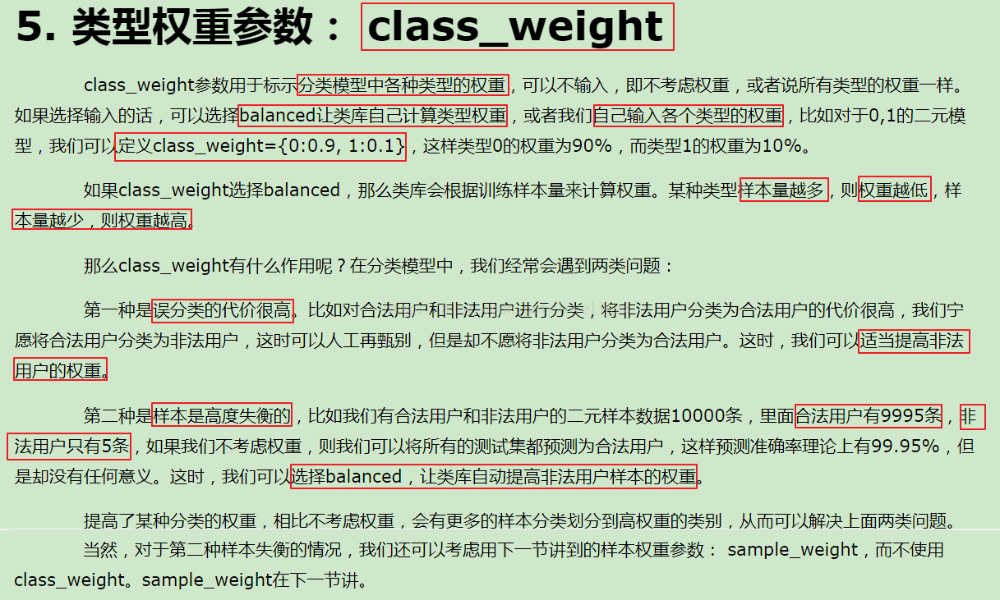 5. 类型权重参数： class_weight
class_weight参数用于标示分类模型中各种类型的权重，可以不输入，即不考虑权重，或者说所有类型的权重一样。
如果选择输入的话，可以选择balanced让类库自己计算类型权重，或者我们自己输入各个类型的权重，比如对于0,1的二元模
型，我们可以定义class_weight={0:0.9, 1:0.1}，这样类型0的权重为90%，而类型1的权重为10%。
如果class_weight选择balanced，那么类库会根据训练样本量来计算权重。某种类型样本量越多，则权重越低，样
本量越少，则权重越高。
那么class_weight有什么作用呢？在分类模型中，我们经常会遇到两类问题：
第一种是误分类的代价很高。比如对合法用户和非法用户进行分类，将非法用户分类为合法用户的代价很高，我们宁
愿将合法用户分类为非法用户，这时可以人工再甄别，但是却不愿将非法用户分类为合法用户。这时，我们可以适当提高非法
用户的权重。
第二种是样本是高度失衡的，比如我们有合法用户和非法用户的二元样本数据10000条，里面合法用户有9995条，非
法用户只有5条，如果我们不考虑权重，则我们可以将所有的测试集都预测为合法用户，这样预测准确率理论上有99.95%，但
是却没有任何意义。这时，我们可以选择balanced，让类库自动提高非法用户样本的权重。
提高了某种分类的权重，相比不考虑权重，会有更多的样本分类划分到高权重的类别，从而可以解决上面两类问题。
当然，对于第二种样本失衡的情况，我们还可以考虑用下一节讲到的样本权重参数： sample_weight，而不使用
class_weight。sample_weight在下一节讲。